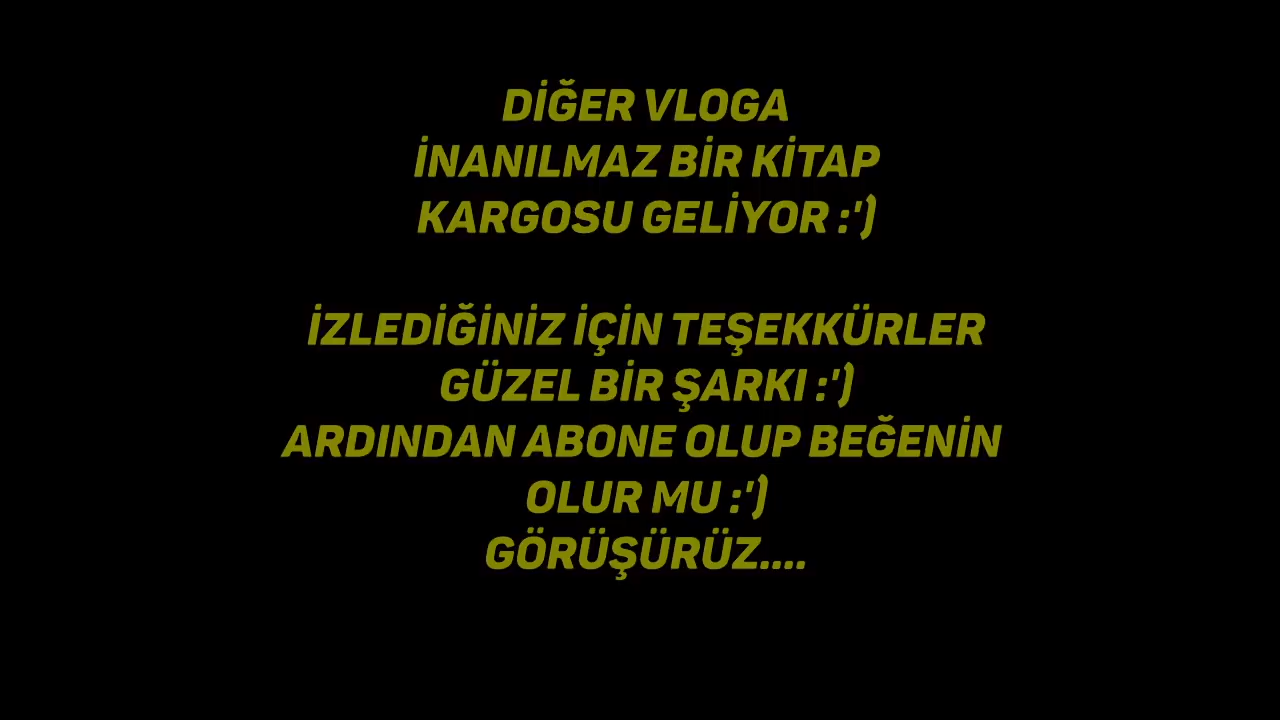 DİĞER VLOGA
İNANILMAZ BİR KİTAP
KARGOSU GELİYOR :')
İZLEDİĞİNİZ İÇİN TEŞEKKÜRLER
GÜZEL BİR ŞARKI :')
ARDINDAN ABONE OLUP BEĞENİN
OLUR MU :')
GÖRÜŞÜRÜZ....